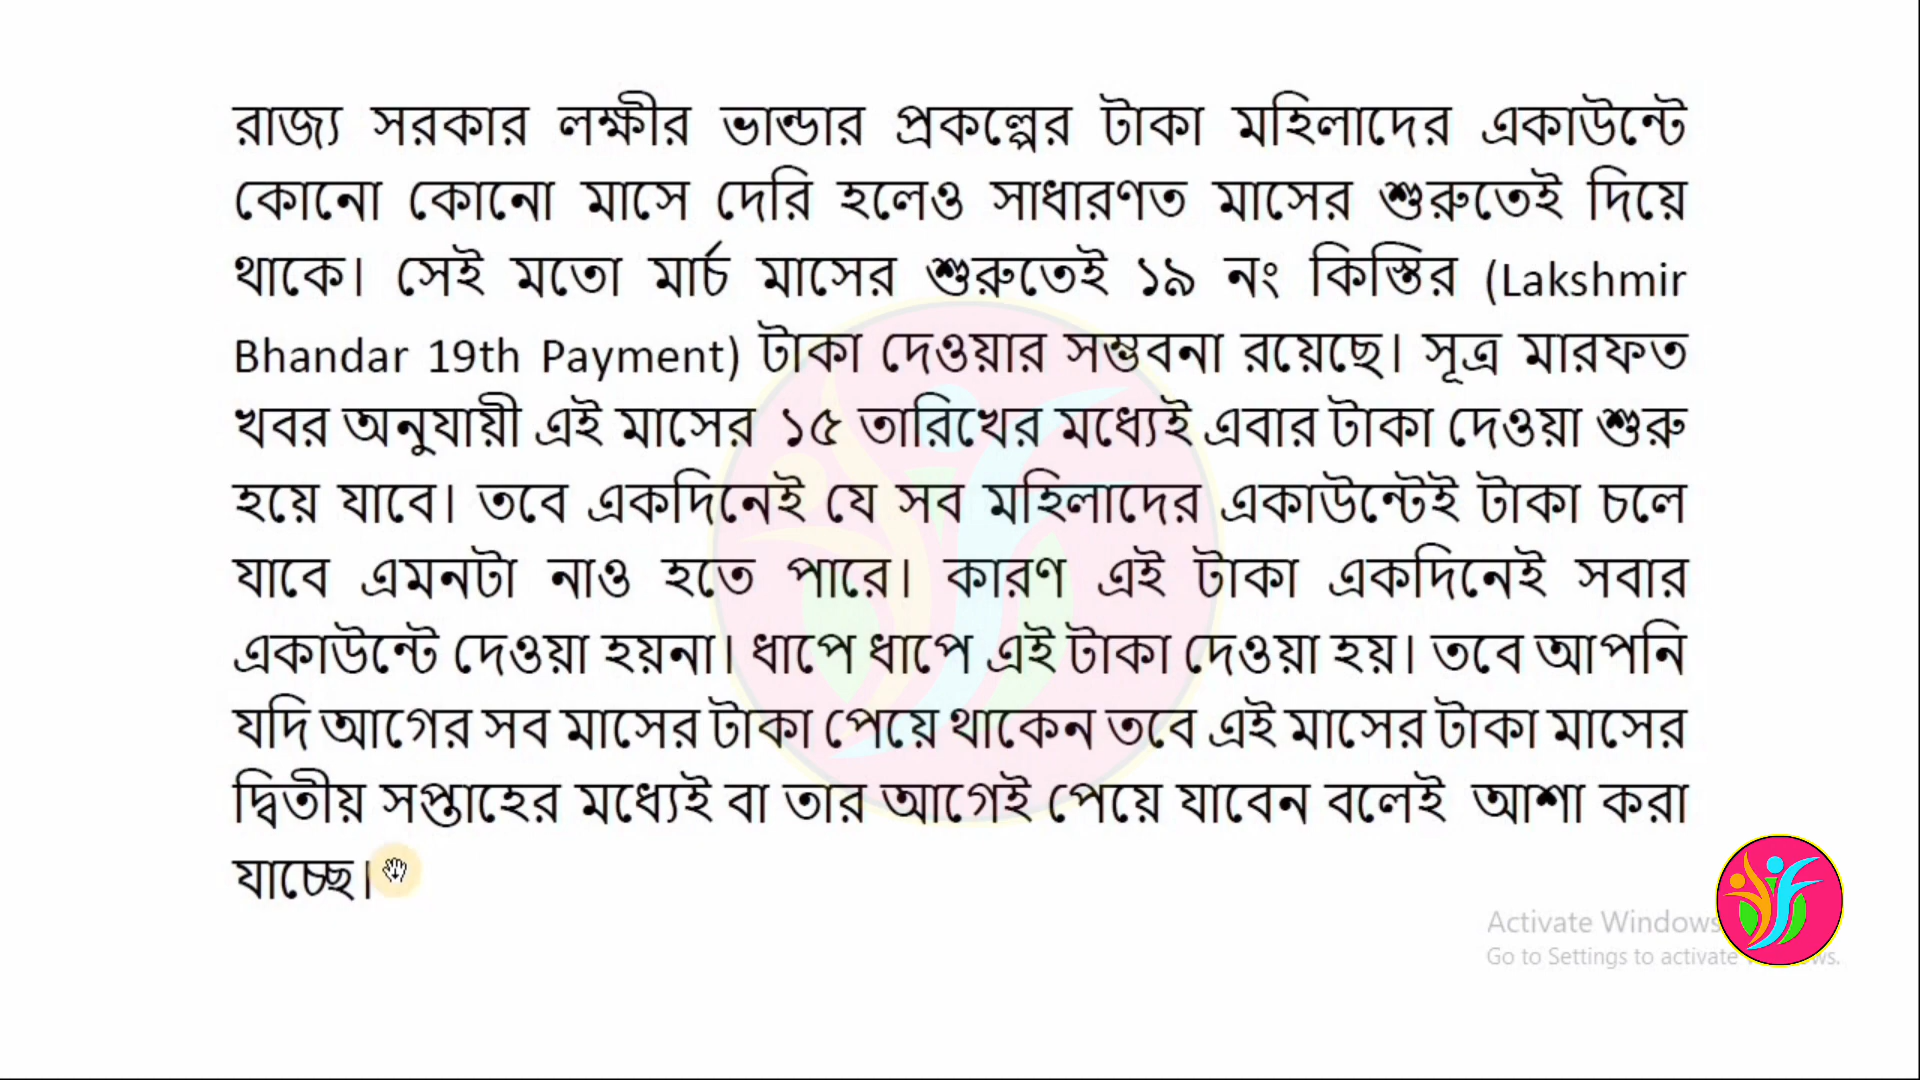 রাজ্য সরকার লক্ষীর ভান্ডার প্রকল্পের টাকা মহিলাদের একাউন্টে
কোনো কোনো মাসে দেরি হলেও সাধারণত মাসের শুরুতেই দিয়ে
থাকে। সেই মতো মার্চ মাসের শুরুতেই ১৯ নং কিস্তির (Lakshmir
Bhandar 19th Payment) টাকা দেওয়ার সম্ভবনা রয়েছে। সূত্র মারফত
খবর অনুযায়ী এই মাসের ১৫ তারিখের মধ্যেই এবার টাকা দেওয়া শুরু
হয়ে যাবে। তবে একদিনেই যে সব মহিলাদের একাউন্টেই টাকা চলে
যাবে এমনটা নাও হতে পারে। কারণ এই টাকা একদিনেই সবার
একাউন্টে দেওয়া হয়না। ধাপে ধাপে এই টাকা দেওয়া হয়। তবে আপনি
যদি আগের সব মাসের টাকা পেয়ে থাকেন তবে এই মাসের টাকা মাসের
দ্বিতীয় সপ্তাহের মধ্যেই বা তার আগেই পেয়ে যাবেন বলেই আশা করা
যাচ্ছে।
Activate Windows
Go to Settings to activate